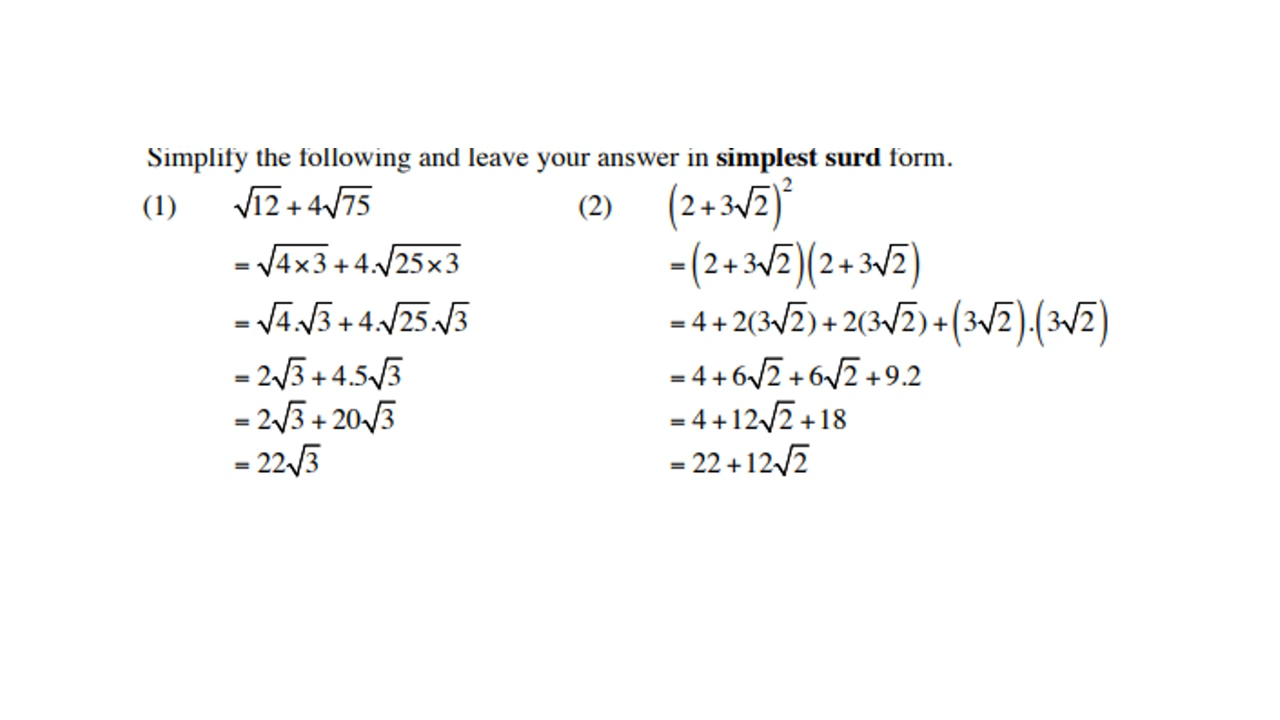 Simplify the following and leave your answer in simplest surd form.
(1) √12 + 4√75
= √4×3 + 4.√25×3
= √4.√3 + 4.√25.√3
= 2√3 + 4.5√3
= 2√3 + 20√3
= 22√3
(2) (2 + 3√2)²
= (2 + 3√2)(2 + 3√2)
= 4 + 2(3√2) + 2(3√2) + (3√2).(3√2)
= 4 + 6√2 + 6√2 + 9.2
= 4 + 12√2 + 18
= 22 + 12√2